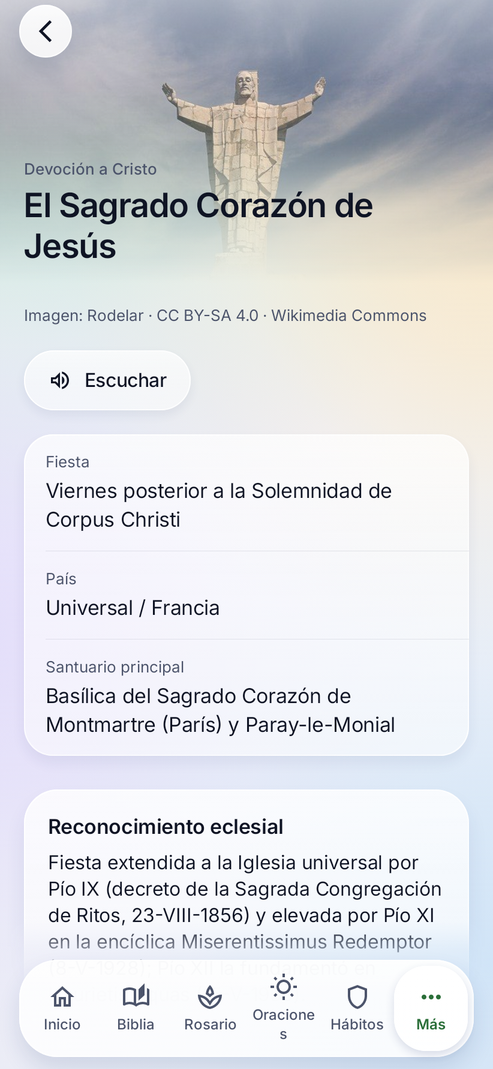 Devoción a Cristo
El Sagrado Corazón de
Jesús
Imagen: Rodelar · CC BY-SA 4.0 · Wikimedia Commons
Escuchar
Fiesta
Viernes posterior a la Solemnidad de
Corpus Christi
País
Universal / Francia
Santuario principal
Basílica del Sagrado Corazón de
Montmartre (París) y Paray-le-Monial
Reconocimiento eclesial
Fiesta extendida a la Iglesia universal por
Pío IX (decreto de la Sagrada Congregación
de Ritos, 23-VIII-1856) y elevada por Pío XI
en la encíclica Miserentissimus Redemptor
Inicio
Biblia
Rosario
Oracione
s
Hábitos
Más